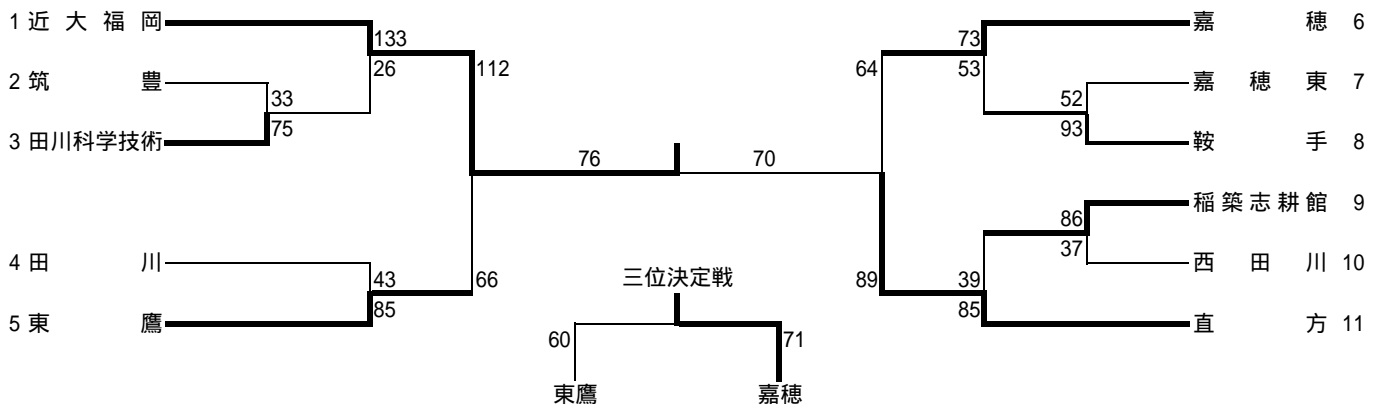 1 近大福岡
133
73
嘉穂 6
26
112
64
53
2 筑豊
33
52
嘉穂東 7
75
93
3 田川科学技術
鞍手 8
76
70
86
稲築志耕館 9
37
4 田川
西田川 10
43
66
三位決定戦
89
39
85
85
5 東鷹
直方 11
60
71
東鷹
嘉穂